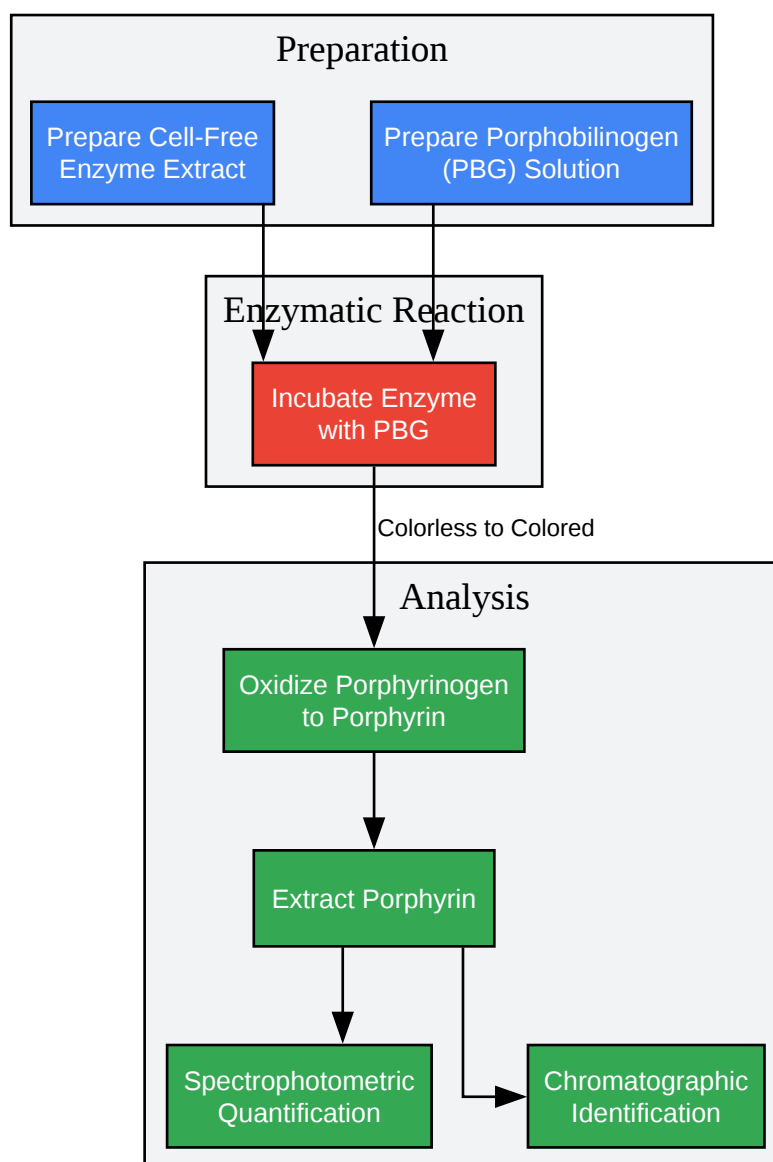 Preparation
Prepare Cell-Free
Enzyme Extract
Prepare Porphobilinogen
(PBG) Solution
Enzymatic Reaction
Incubate Enzyme
with PBG
Colorless to Colored
Analysis
Oxidize Porphyrinogen
to Porphyrin
Extract Porphyrin
Spectrophotometric
Quantification
Chromatographic
Identification